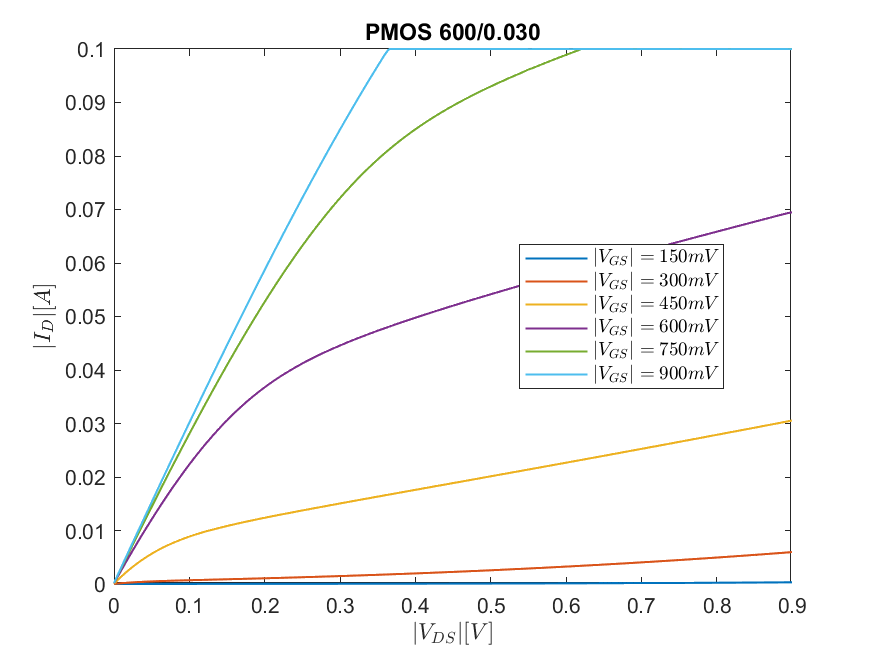 PMOS 600/0.030
0.1
0.09
0.08
0.07
0.06
0.05
0.04
0.03
0.02
0.01
0
|I_D|[A]
|V_GS| = 150mV
|V_GS| = 300mV
|V_GS| = 450mV
|V_GS| = 600mV
|V_GS| = 750mV
|V_GS| = 900mV
0 0.1 0.2 0.3 0.4 0.5 0.6 0.7 0.8 0.9
|V_DS|[V]